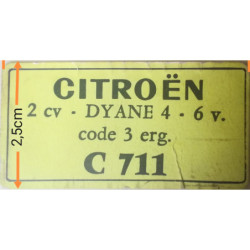 2,5cm
CITROËN
2 cv - DYANE 4 - 6 v.
code 3 erg.
C 711